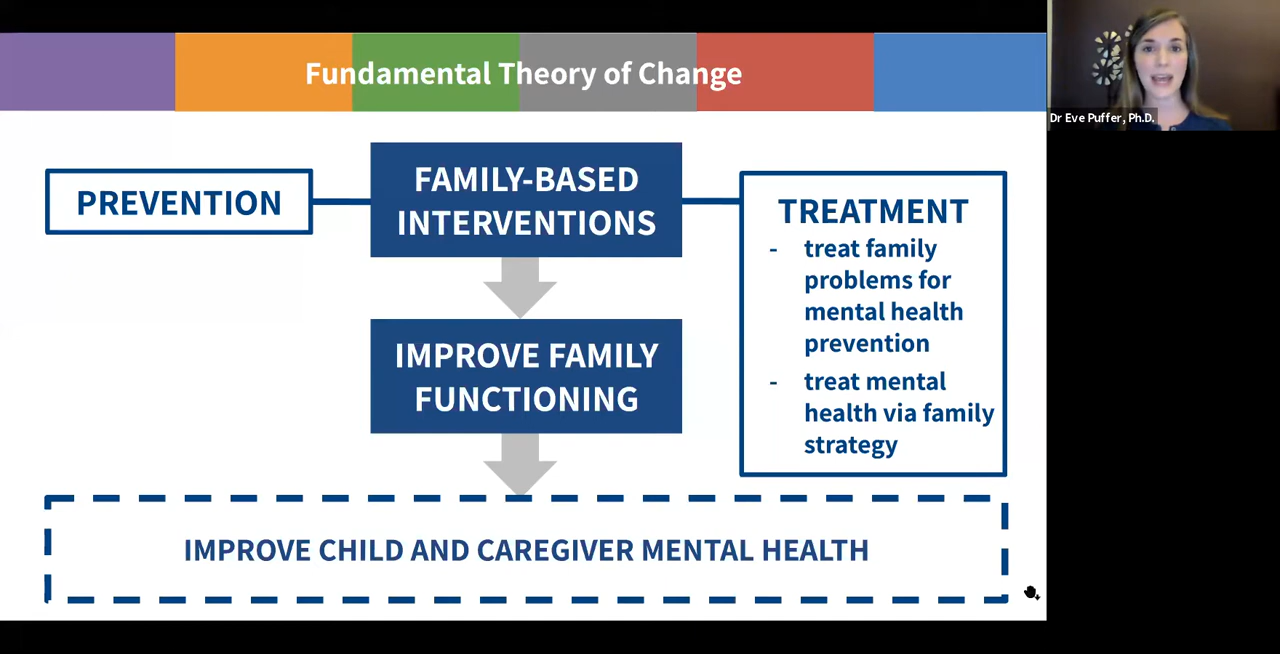 Fundamental Theory of Change
Dr Eve Puffer, Ph.D.
PREVENTION
FAMILY-BASED
INTERVENTIONS
TREATMENT
- treat family
problems for
mental health
prevention
- treat mental
health via family
strategy
IMPROVE FAMILY
FUNCTIONING
IMPROVE CHILD AND CAREGIVER MENTAL HEALTH